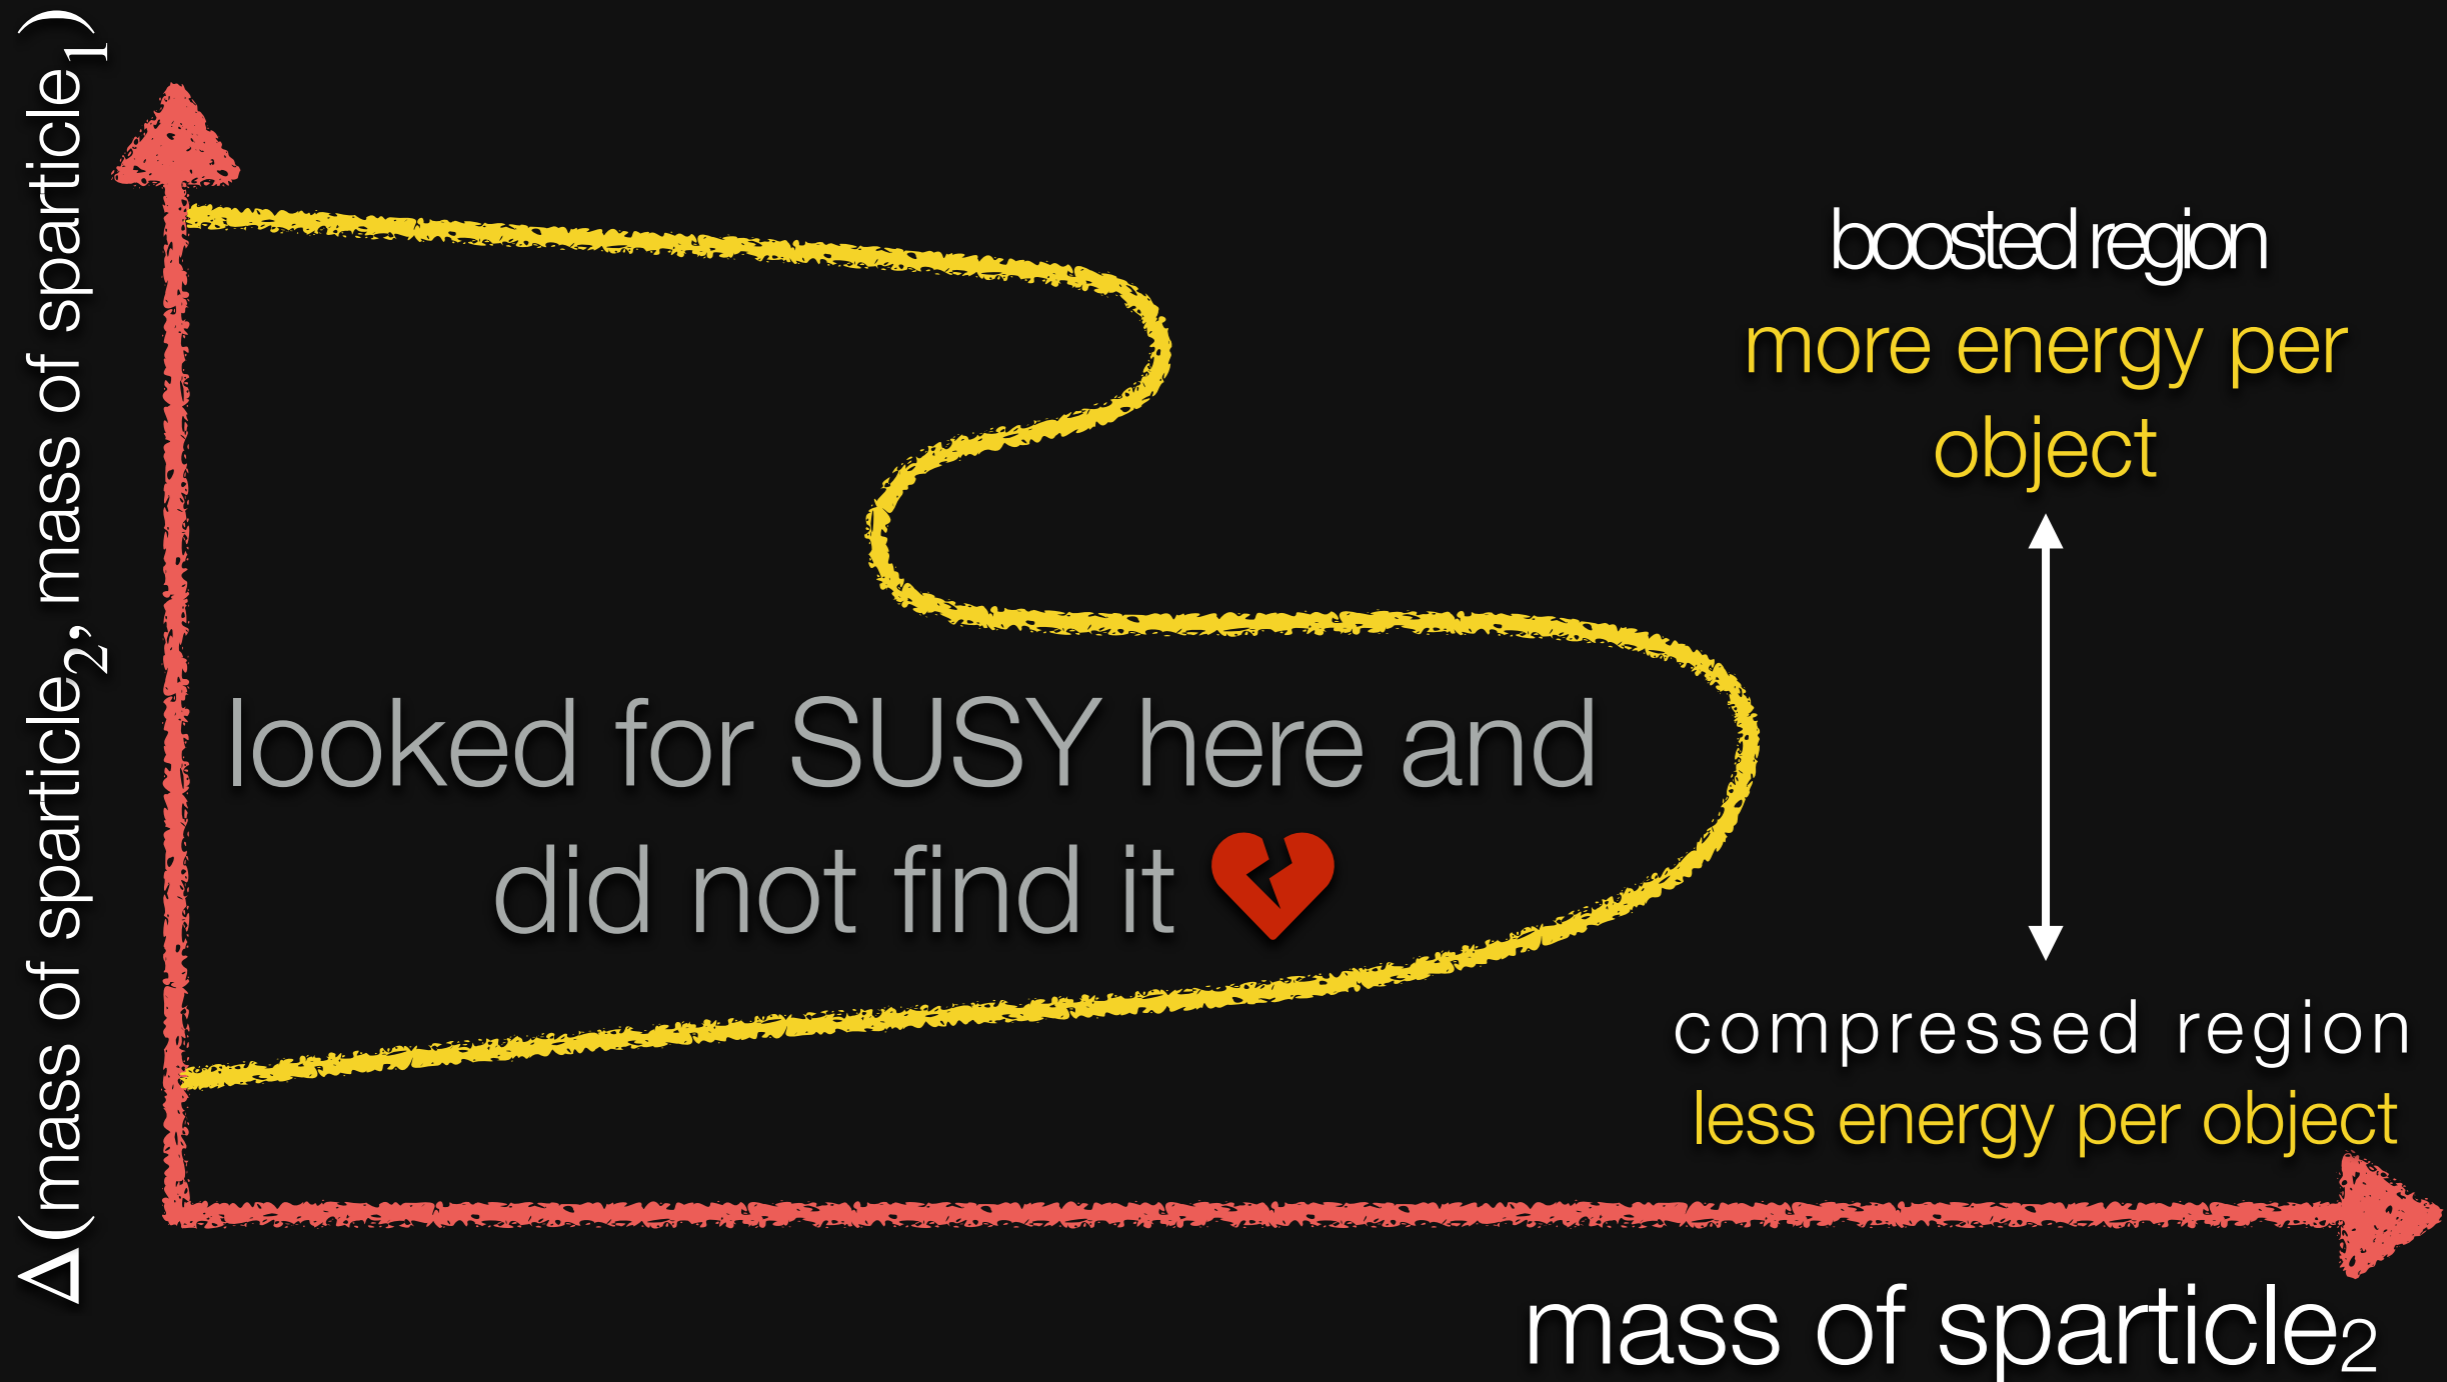 Δ(mass of sparticle₂, mass of sparticle₁)
boosted region
more energy per
object
looked for SUSY here and
did not find it 💔
compressed region
less energy per object
mass of sparticle₂